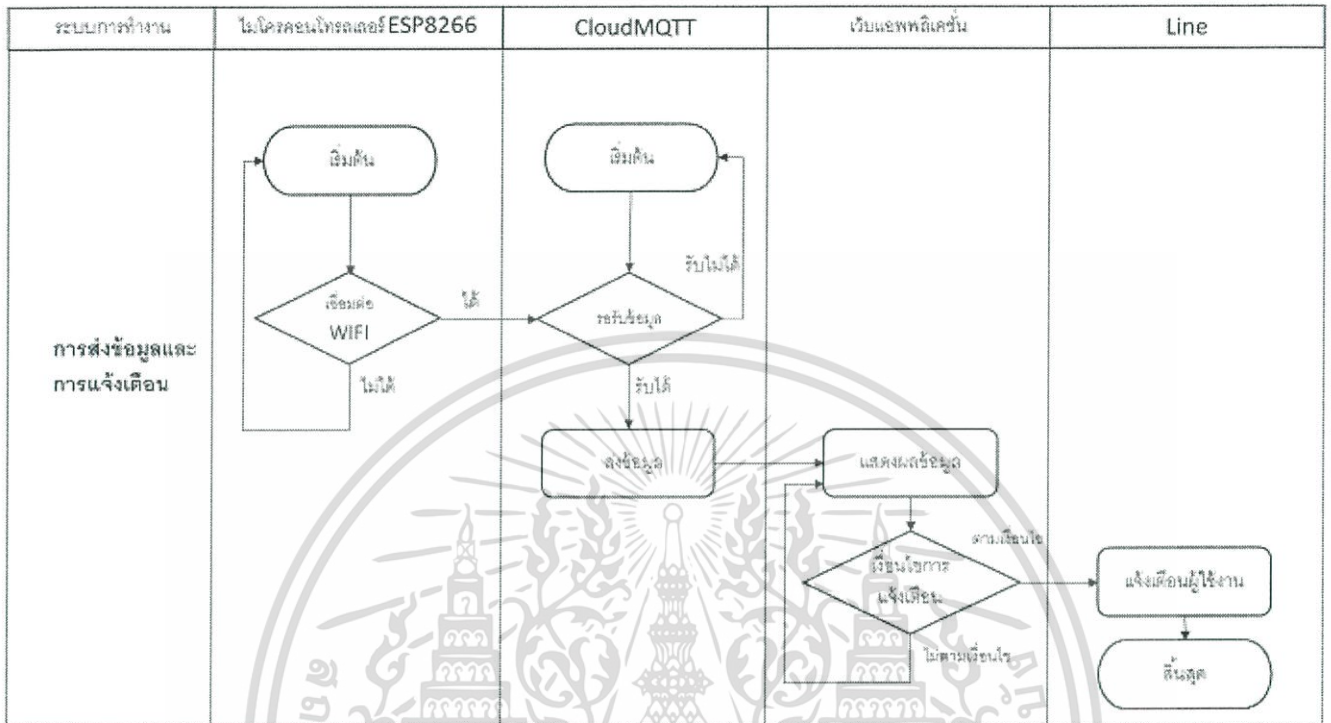 ระบบการทำงาน
ไมโครคอนโทรลเลอร์ ESP8266
CloudMQTT
เว็บแอพพลิเคชั่น
Line
การส่งข้อมูลและ
การแจ้งเตือน
เริ่มต้น
เชื่อมต่อ
WIFI
ได้
ไม่ได้
เริ่มต้น
รับไม่ได้
รอรับข้อมูล
รับได้
ส่งข้อมูล
แสดงผลข้อมูล
เงื่อนไขการ
แจ้งเตือน
ตามเงื่อนไข
ไม่ตามเงื่อนไข
แจ้งเตือนผู้ใช้งาน
สิ้นสุด